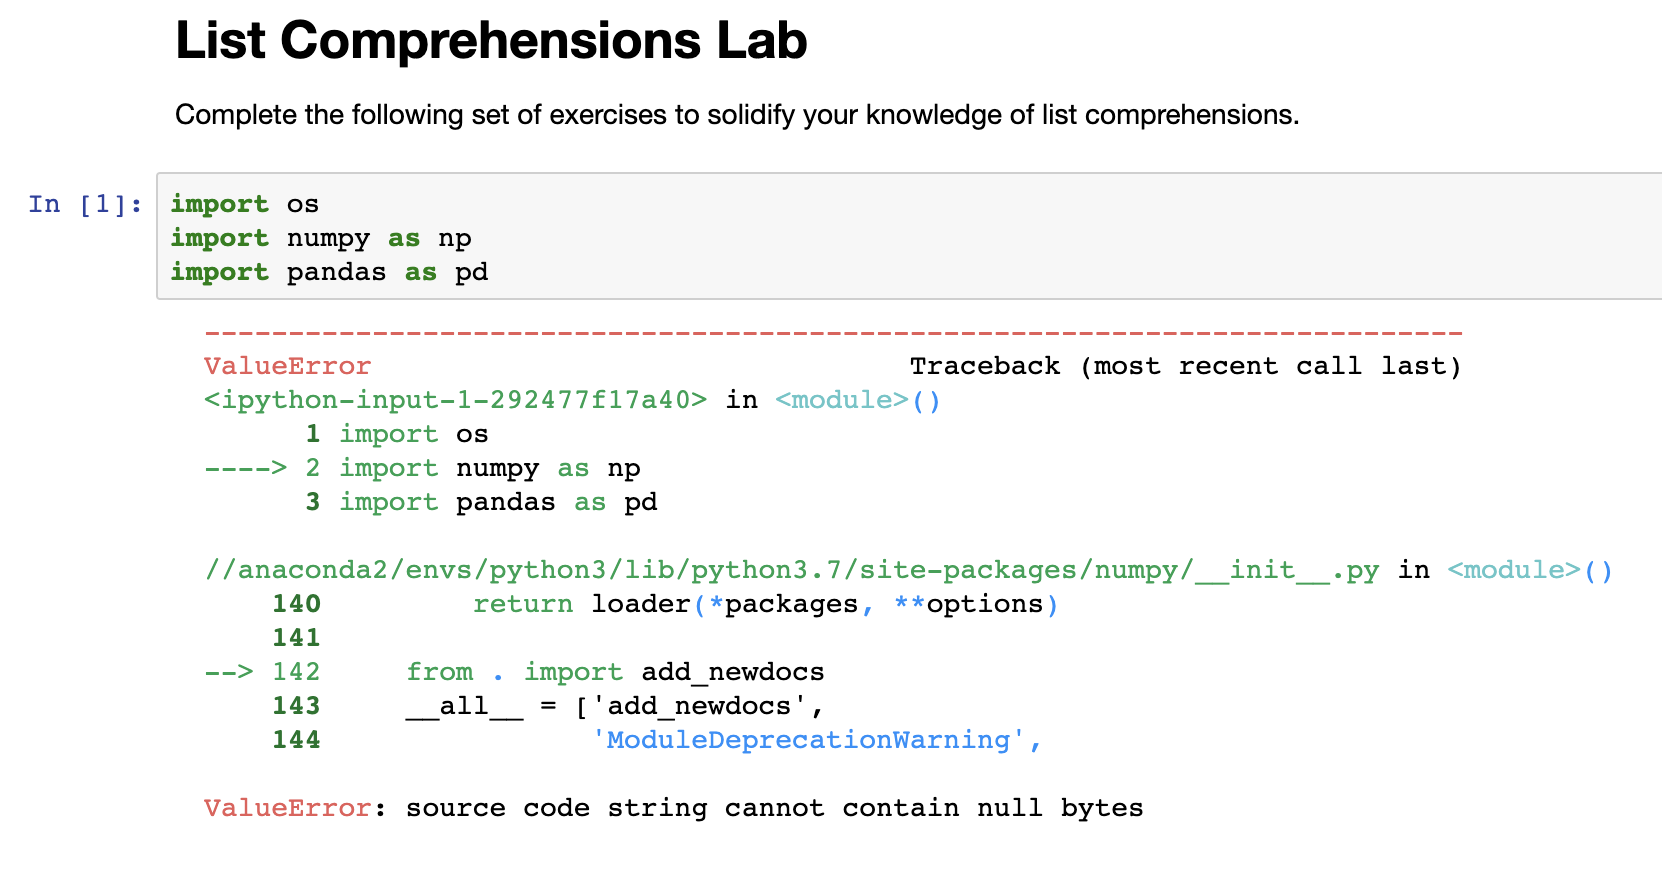 List Comprehensions Lab
Complete the following set of exercises to solidify your knowledge of list comprehensions.
In [1]: import os
import numpy as np
import pandas as pd
---------------------------------------------------------------------------
ValueError                                Traceback (most recent call last)
<ipython-input-1-292477f17a40> in <module>()
      1 import os
----> 2 import numpy as np
      3 import pandas as pd
//anaconda2/envs/python3/lib/python3.7/site-packages/numpy/__init__.py in <module>()
    140         return loader(*packages, **options)
    141
--> 142     from . import add_newdocs
    143     __all__ = ['add_newdocs',
    144                'ModuleDeprecationWarning',
ValueError: source code string cannot contain null bytes